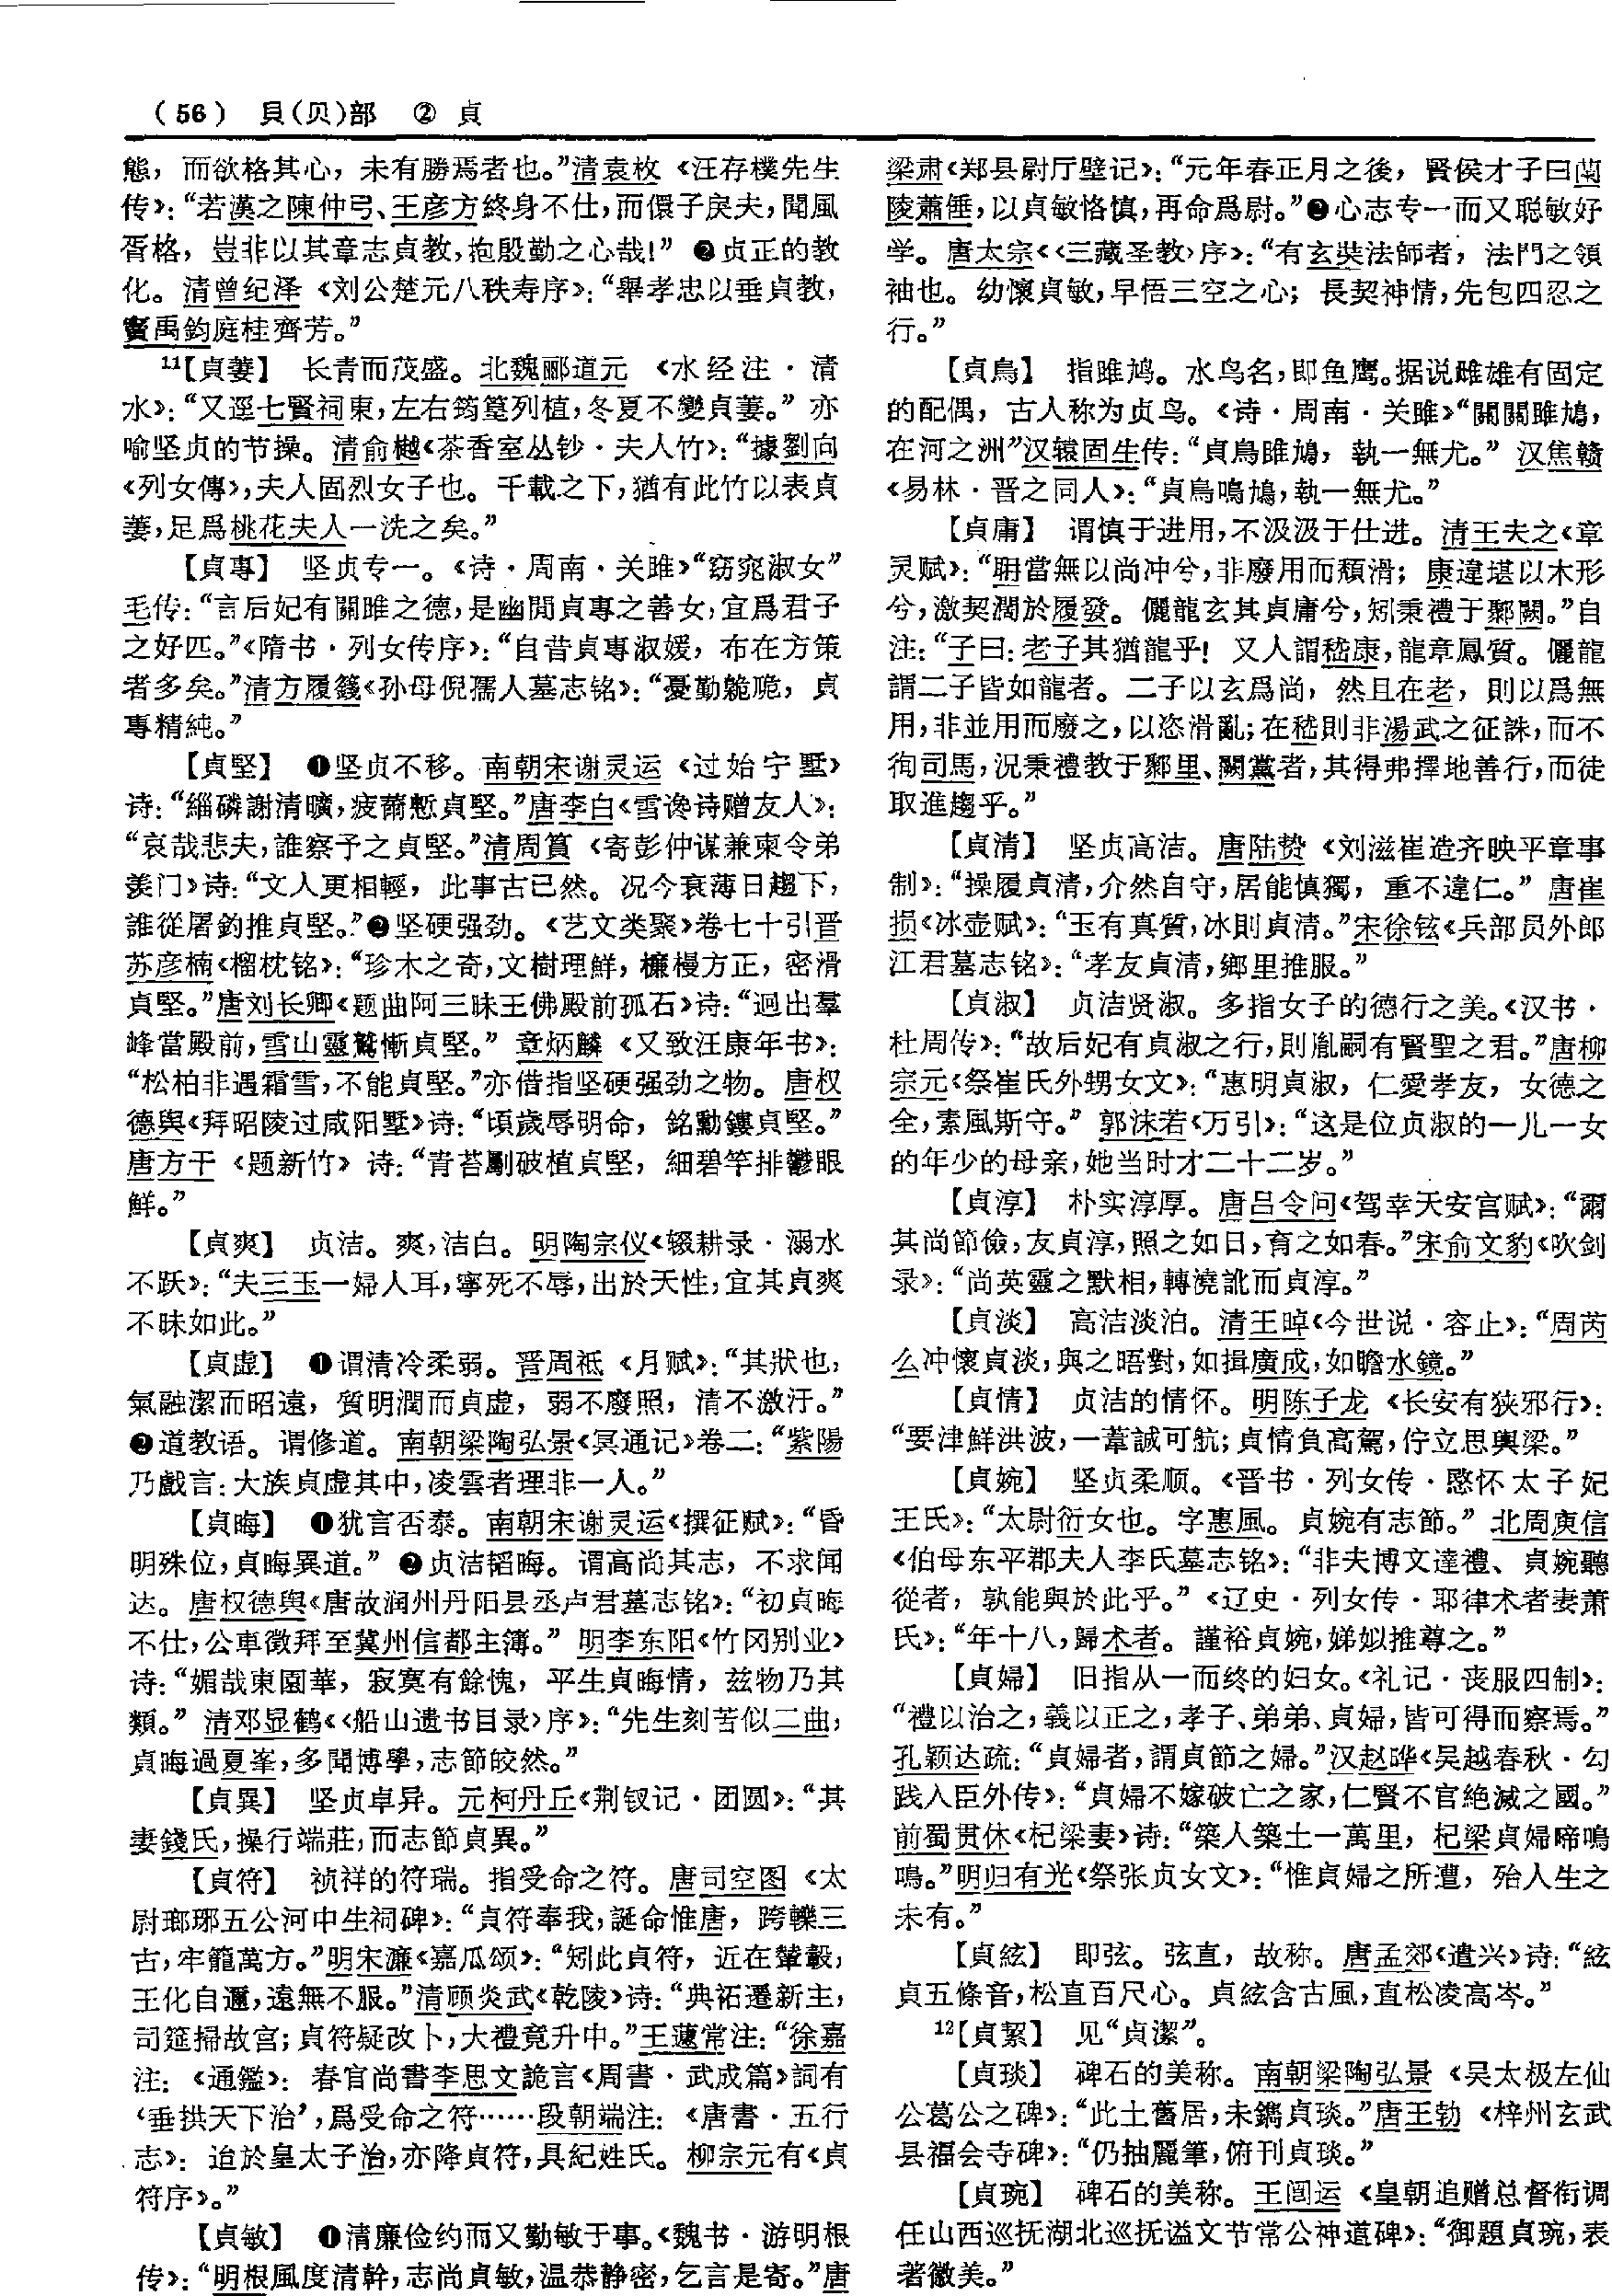 （56） 貝(贝)部 ② 貞
態，而欲格其心，未有勝焉者也。”清袁枚《汪存樸先生
传》：“若漢之陳仲弓、王彦方終身不仕，而儇子戾夫，聞風
胥格，豈非以其章志貞教，抱殷勤之心哉！” ❷贞正的教
化。清曾纪泽《刘公楚元八秩寿序》：“舉孝忠以垂貞教，
竇禹鈞庭桂齊芳。”
11【貞萋】 长青而茂盛。北魏郦道元《水经注·清
水》：“又逕七賢祠東，左右筠篁列植，冬夏不變貞萋。”亦
喻坚贞的节操。清俞樾《茶香室丛钞·夫人竹》：“據劉向
《列女傳》，夫人固烈女子也。千載之下，猶有此竹以表貞
萋，足爲桃花夫人一洗之矣。”
【貞專】 坚贞专一。《诗·周南·关雎》“窈窕淑女”
毛传：“言后妃有關雎之德，是幽閒貞專之善女，宜爲君子
之好匹。”《隋书·列女传序》：“自昔貞專淑媛，布在方策
者多矣。”清方履籛《孙母倪孺人墓志铭》：“憂勤觤硊，貞
專精純。”
【貞堅】 ❶坚贞不移。南朝宋谢灵运《过始宁墅》
诗：“緇磷謝清曠，疲薾慙貞堅。”唐李白《雪谗诗赠友人》：
“哀哉悲夫，誰察予之貞堅。”清周篔《寄彭仲谋兼柬令弟
羡门》诗：“文人更相輕，此事古已然。况今衰薄日趨下，
誰從屠釣推貞堅。”❷坚硬强劲。《艺文类聚》卷七十引晋
苏彦楠《榴枕铭》：“珍木之奇，文樹理鮮，槺榐方正，密滑
貞堅。”唐刘长卿《题曲阿三昧王佛殿前孤石》诗：“迴出羣
峰當殿前，雪山靈鷲慚貞堅。”章炳麟《又致汪康年书》：
“松柏非遇霜雪，不能貞堅。”亦借指坚硬强劲之物。唐权
德舆《拜昭陵过咸阳墅》诗：“頃歲辱明命，銘勳鏤貞堅。”
唐方干《题新竹》诗：“青苔劚破植貞堅，細碧竿排鬱眼
鮮。”
【貞爽】 贞洁。爽，洁白。明陶宗仪《辍耕录·溺水
不跃》：“夫三玉一婦人耳，寧死不辱，出於天性，宜其貞爽
不昧如此。”
【貞虚】 ❶谓清冷柔弱。晋周祗《月赋》：“其狀也，
氣融潔而昭遠，質明潤而貞虚，弱不廢照，清不激汙。”
❷道教语。谓修道。南朝梁陶弘景《冥通记》卷二：“紫陽
乃戲言：大族貞虚其中，凌雲者理非一人。”
【貞晦】 ❶犹言否泰。南朝宋谢灵运《撰征赋》：“昏
明殊位，貞晦異道。”❷贞洁韬晦。谓高尚其志，不求闻
达。唐权德舆《唐故润州丹阳县丞卢君墓志铭》：“初貞晦
不仕，公車徵拜至冀州信都主簿。”明李东阳《竹冈别业》
诗：“媚哉東園華，寂寞有餘愧，平生貞晦情，兹物乃其
類。”清邓显鹤《〈船山遗书目录〉序》：“先生刻苦似二曲，
貞晦過夏峯，多聞博學，志節皎然。”
【貞異】 坚贞卓异。元柯丹丘《荆钗记·团圆》：“其
妻錢氏，操行端莊，而志節貞異。”
【貞符】 祯祥的符瑞。指受命之符。唐司空图《太
尉瑯琊王公河中生祠碑》：“貞符奉我，誕命惟唐，跨轢三
古，牢籠萬方。”明宋濂《嘉瓜颂》：“矧此貞符，近在輦轂，
王化自邇，遠無不服。”清顾炎武《乾陵》诗：“典祏遷新主，
司筵掃故宫；貞符疑改卜，大禮竟升中。”王蘧常注：“徐嘉
注：《通鑑》：春官尚書李思文詭言《周書·武成篇》詞有
‘垂拱天下治’，爲受命之符……段朝端注：《唐書·五行
志》：迨於皇太子治，亦降貞符，具紀姓氏。柳宗元有《貞
符序》。”
【貞敏】 ❶清廉俭约而又勤敏于事。《魏书·游明根
传》：“明根風度清幹，志尚貞敏，温恭静密，乞言是寄。”唐
梁肃《郑县尉厅壁记》：“元年春正月之後，賢侯才子曰蘭
陵蕭倕，以貞敏恪慎，再命爲尉。”❷心志专一而又聪敏好
学。唐太宗《〈三藏圣教〉序》：“有玄奘法師者，法門之領
袖也。幼懷貞敏，早悟三空之心；長契神情，先包四忍之
行。”
【貞鳥】 指雎鸠。水鸟名，即鱼鹰。据说雌雄有固定
的配偶，古人称为贞鸟。《诗·周南·关雎》“關關雎鳩，
在河之洲”汉辕固生传：“貞鳥雎鳩，執一無尤。”汉焦赣
《易林·晋之同人》：“貞鳥鳴鳩，執一無尤。”
【貞庸】 谓慎于进用，不汲汲于仕进。清王夫之《章
灵赋》：“耼當無以尚冲兮，非廢用而頹滑；康違堪以木形
兮，激契濶於履發。儷龍玄其貞庸兮，矧秉禮于鄹闕。”自
注：“子曰：老子其猶龍乎！又人謂嵇康，龍章鳳質。儷龍
謂二子皆如龍者。二子以玄爲尚，然且在老，則以爲無
用，非並用而廢之，以恣滑亂；在嵇則非湯武之征誅，而不
徇司馬，況秉禮教于鄹里、闕黨者，其得弗擇地善行，而徒
取進趨乎。”
【貞清】 坚贞高洁。唐陆贽《刘滋崔造齐映平章事
制》：“操履貞清，介然自守，居能慎獨，重不違仁。”唐崔
损《冰壶赋》：“玉有真質，冰則貞清。”宋徐铉《兵部员外郎
江君墓志铭》：“孝友貞清，鄉里推服。”
【貞淑】 贞洁贤淑。多指女子的德行之美。《汉书·
杜周传》：“故后妃有貞淑之行，則胤嗣有賢聖之君。”唐柳
宗元《祭崔氏外甥女文》：“惠明貞淑，仁愛孝友，女德之
全，素風斯守。”郭沫若《万引》：“这是位贞淑的一儿一女
的年少的母亲，她当时才二十二岁。”
【貞淳】 朴实淳厚。唐吕令问《驾幸天安宫赋》：“爾
其尚節儉，友貞淳，照之如日，育之如春。”宋俞文豹《吹剑
录》：“尚英靈之默相，轉澆訛而貞淳。”
【貞淡】 高洁淡泊。清王晫《今世说·容止》：“周芮
么冲懷貞淡，與之晤對，如揖廣成，如瞻水鏡。”
【貞情】 贞洁的情怀。明陈子龙《长安有狭邪行》：
“要津鮮洪波，一葦誠可航；貞情負高駕，佇立思輿梁。”
【貞婉】 坚贞柔顺。《晋书·列女传·愍怀太子妃
王氏》：“太尉衍女也。字惠風。貞婉有志節。”北周庾信
《伯母东平郡夫人李氏墓志铭》：“非夫博文達禮、貞婉聽
從者，孰能與於此乎。”《辽史·列女传·耶律术者妻萧
氏》：“年十八，歸术者。謹裕貞婉，娣姒推尊之。”
【貞婦】 旧指从一而终的妇女。《礼记·丧服四制》：
“禮以治之，義以正之，孝子、弟弟、貞婦，皆可得而察焉。”
孔颖达疏：“貞婦者，謂貞節之婦。”汉赵晔《吴越春秋·勾
践入臣外传》：“貞婦不嫁破亡之家，仁賢不官絶滅之國。”
前蜀贯休《杞梁妻》诗：“築人築土一萬里，杞梁貞婦啼嗚
嗚。”明归有光《祭张贞女文》：“惟貞婦之所遭，殆人生之
未有。”
【貞絃】 即弦。弦直，故称。唐孟郊《遣兴》诗：“絃
貞五條音，松直百尺心。貞絃含古風，直松凌高岑。”
12【貞絜】 见“貞潔”。
【貞琰】 碑石的美称。南朝梁陶弘景《吴太极左仙
公葛公之碑》：“此土舊居，未鐫貞琰。”唐王勃《梓州玄武
县福会寺碑》：“仍抽麗筆，俯刊貞琰。”
【貞琬】 碑石的美称。王闿运《皇朝追赠总督衔调
任山西巡抚湖北巡抚谥文节常公神道碑》：“御題貞琬，表
著徽美。”